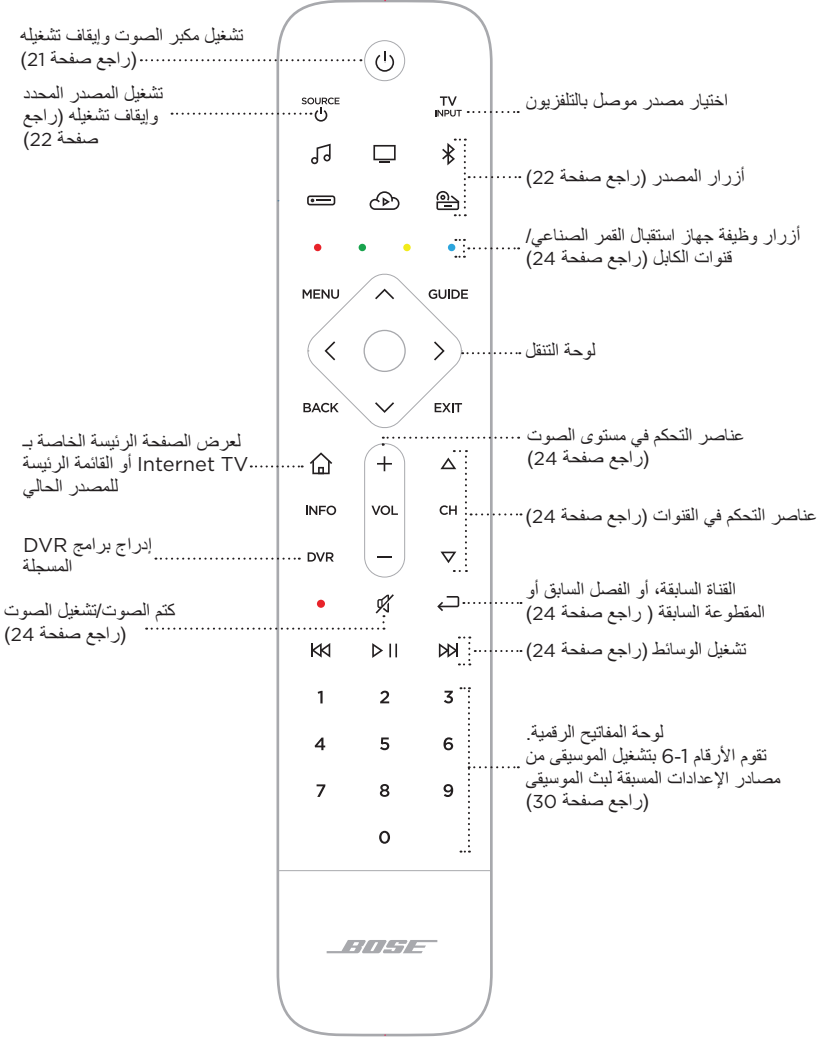 تشغيل مكبر الصوت وإيقاف تشغيله
(راجع صفحة 21)
تشغيل المصدر المحدد
وإيقاف تشغيله (راجع
صفحة 22)
SOURCE
TV
INPUT
اختيار مصدر موصل بالتلفزيون
أزرار المصدر (راجع صفحة 22)
أزرار وظيفة جهاز استقبال القمر الصناعي/
قنوات الكابل (راجع صفحة 24)
MENU
GUIDE
لوحة التنقل
BACK
EXIT
لعرض الصفحة الرئيسة الخاصة بـ
Internet TV أو القائمة الرئيسة
للمصدر الحالي
عناصر التحكم في مستوى الصوت
(راجع صفحة 24)
+
INFO
VOL
CH
عناصر التحكم في القنوات (راجع صفحة 24)
إدراج برامج DVR
المسجلة
DVR
–
كتم الصوت/تشغيل الصوت
(راجع صفحة 24)
القناة السابقة، أو الفصل السابق أو
المقطوعة السابقة ( راجع صفحة 24)
تشغيل الوسائط (راجع صفحة 24)
1 2 3
4 5 6
7 8 9
0
لوحة المفاتيح الرقمية.
تقوم الأرقام 1-6 بتشغيل الموسيقى من
مصادر الإعدادات المسبقة لبث الموسيقى
(راجع صفحة 30)
BOSE